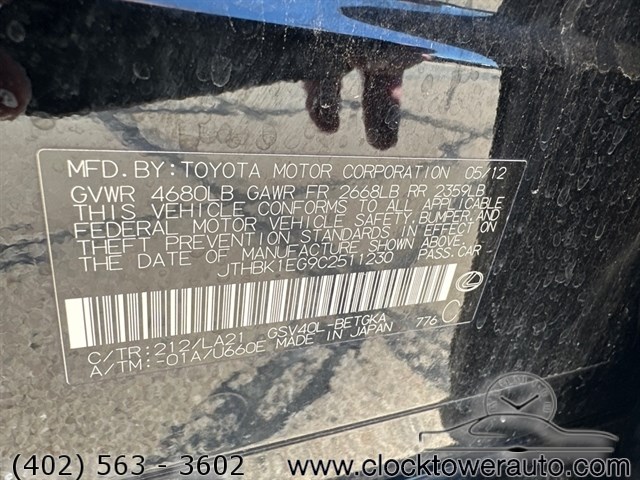 MFD. BY: TOYOTA MOTOR CORPORATION 05/12
GVWR 4680LB GAWR FR 2668LB RR 2359LB
THIS VEHICLE CONFORMS TO ALL APPLICABLE
FEDERAL MOTOR VEHICLE SAFETY, BUMPER, AND
THEFT PREVENTION STANDARDS IN EFFECT ON
THE DATE OF MANUFACTURE SHOWN ABOVE.
JTHBK1EG9C2511230 PASS. CAR
C/TR: 212/LA21 GSV40L-BETGKA
A/TM: -01A/U660E MADE IN JAPAN 776 C
(402) 563 - 3602 www.clocktowerauto.com